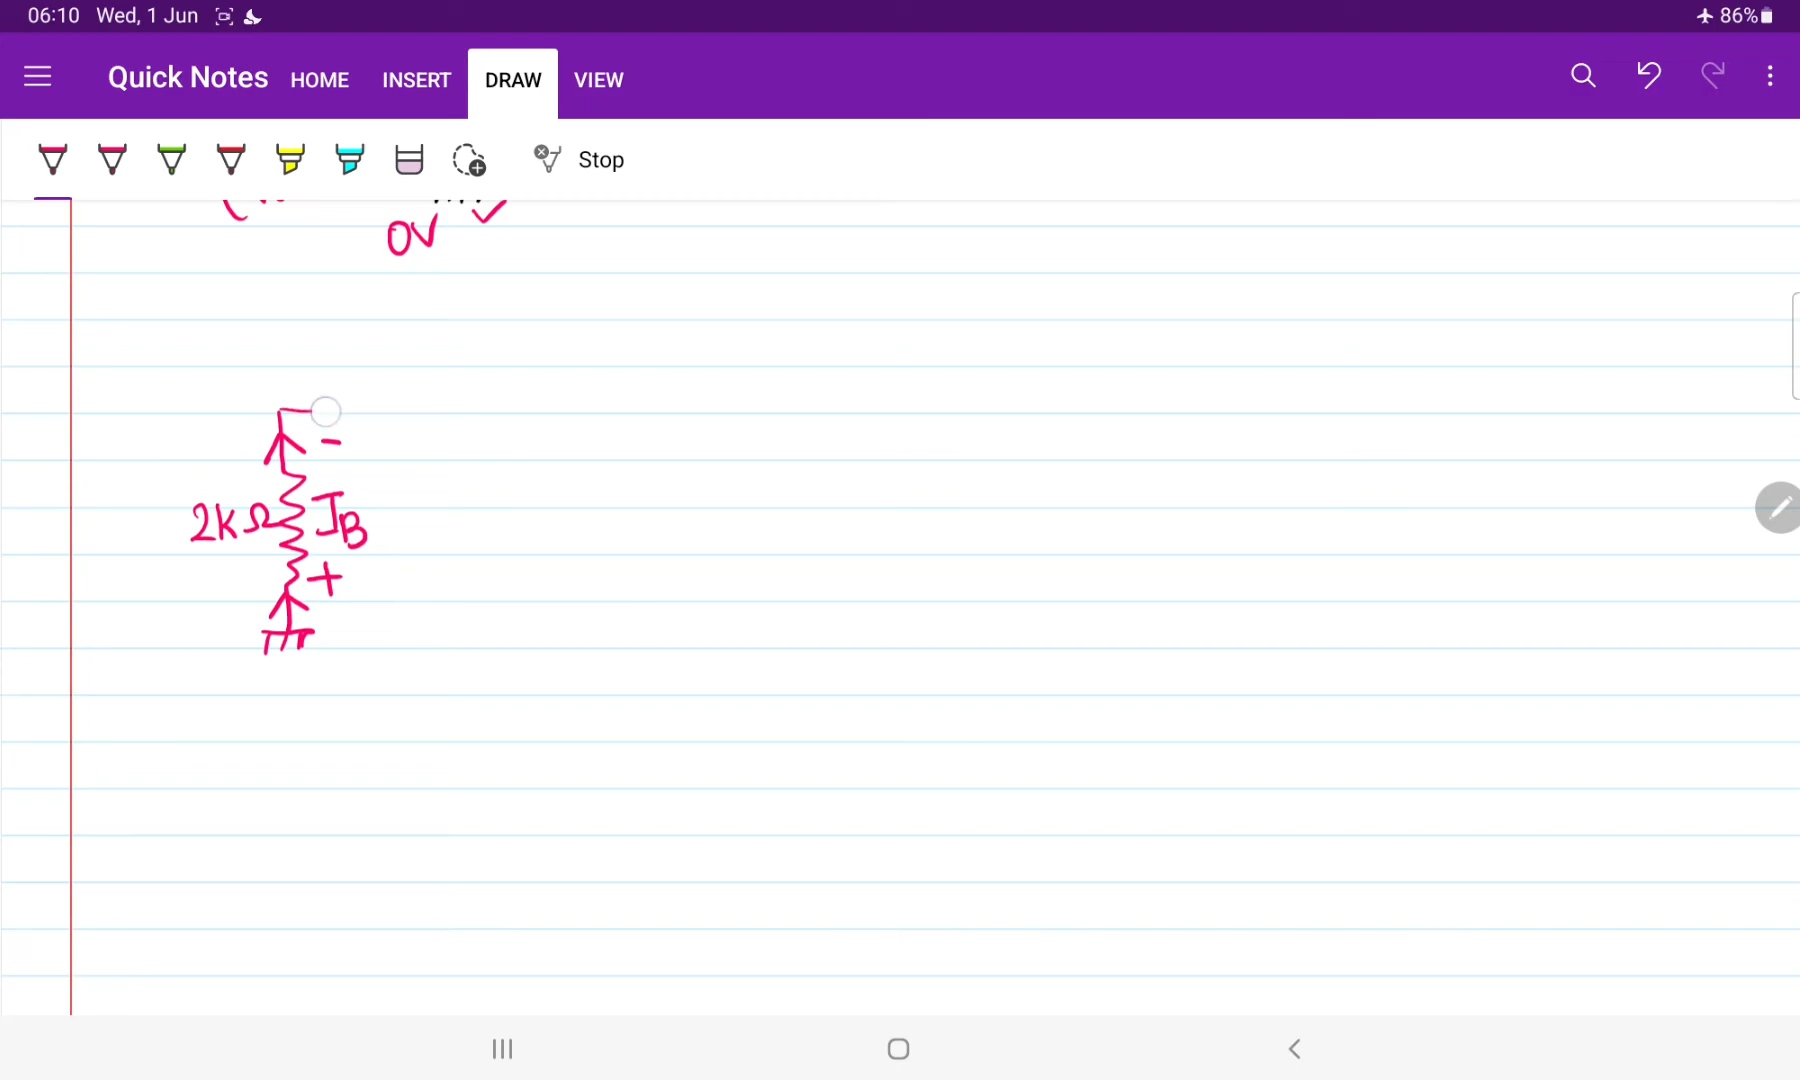 06:10 Wed, 1 Jun 86%
Quick Notes HOME INSERT DRAW VIEW
Stop
0V
-
2KΩ IB
+